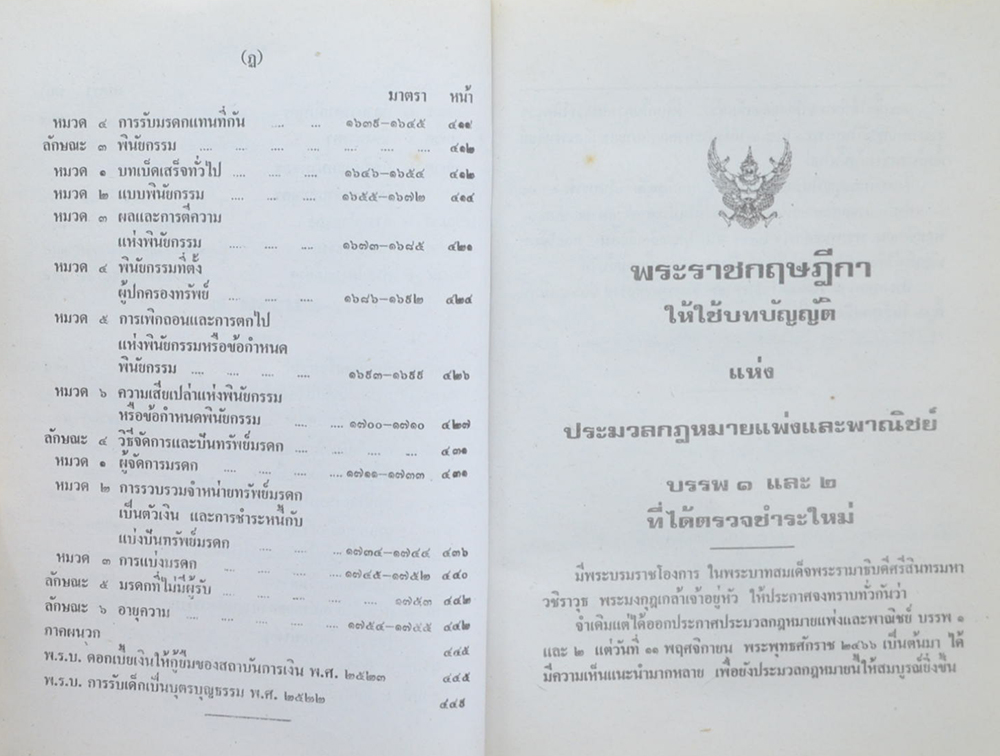 (ฏ)
มาตรา หน้า
หมวด ๔ การรับมรดกแทนที่กัน .... .... ๑๖๓๙–๑๖๔๕ ๔๑๑
ลักษณะ ๓ พินัยกรรม .... .... .... .... .... .... .... ๔๑๒
หมวด ๑ บทเบ็ดเสร็จทั่วไป .... .... .... ๑๖๔๖–๑๖๕๔ ๔๑๒
หมวด ๒ แบบพินัยกรรม .... .... .... ๑๖๕๕–๑๖๗๒ ๔๑๔
หมวด ๓ ผลและการตีความ
แห่งพินัยกรรม .... .... .... ๑๖๗๓–๑๖๘๕ ๔๒๑
หมวด ๔ พินัยกรรมที่ตั้ง
ผู้ปกครองทรัพย์ .... .... .... ๑๖๘๖–๑๖๙๒ ๔๒๔
หมวด ๕ การเพิกถอนและการตกไป
แห่งพินัยกรรมหรือข้อกำหนด
พินัยกรรม .... .... .... .... ๑๖๙๓–๑๖๙๙ ๔๒๖
หมวด ๖ ความเสียเปล่าแห่งพินัยกรรม
หรือข้อกำหนดพินัยกรรม .... .... ๑๗๐๐–๑๗๑๐ ๔๒๗
ลักษณะ ๔ วิธีจัดการและปันทรัพย์มรดก .... .... .... .... ๔๓๑
หมวด ๑ ผู้จัดการมรดก .... .... .... .... ๑๗๑๑–๑๗๓๓ ๔๓๑
หมวด ๒ การรวบรวมจำหน่ายทรัพย์มรดก
เป็นตัวเงิน และการชำระหนี้กับ
แบ่งปันทรัพย์มรดก .... .... .... ๑๗๓๔–๑๗๔๔ ๔๓๖
หมวด ๓ การแบ่งมรดก .... .... .... .... ๑๗๔๕–๑๗๕๒ ๔๔๐
ลักษณะ ๕ มรดกที่ไม่มีผู้รับ .... .... .... .... .... ๑๗๕๓ ๔๔๒
ลักษณะ ๖ อายุความ .... .... .... .... .... ๑๗๕๔–๑๗๕๕ ๔๔๒
ภาคผนวก ๔๔๕
พ.ร.บ. ดอกเบี้ยเงินให้กู้ยืมของสถาบันการเงิน พ.ศ. ๒๕๒๓ ๔๔๕
พ.ร.บ. การรับเด็กเป็นบุตรบุญธรรม พ.ศ. ๒๕๒๒ ๔๔๙
พระราชกฤษฎีกา
ให้ใช้บทบัญญัติ
แห่ง
ประมวลกฎหมายแพ่งและพาณิชย์
บรรพ ๑ และ ๒
ที่ได้ตรวจชำระใหม่
มีพระบรมราชโองการ ในพระบาทสมเด็จพระรามาธิบดีศรีสินทรมหา
วชิราวุธ พระมงกุฎเกล้าเจ้าอยู่หัว ให้ประกาศจงทราบทั่วกันว่า
จำเดิมแต่ได้ออกประกาศประมวลกฎหมายแพ่งและพาณิชย์ บรรพ ๑
และ ๒ แต่วันที่ ๑๑ พฤศจิกายน พระพุทธศักราช ๒๔๖๖ เป็นต้นมา ได้
มีความเห็นแนะนำมากหลาย เพื่อยังประมวลกฎหมายนี้ให้สมบูรณ์ยิ่งขึ้น